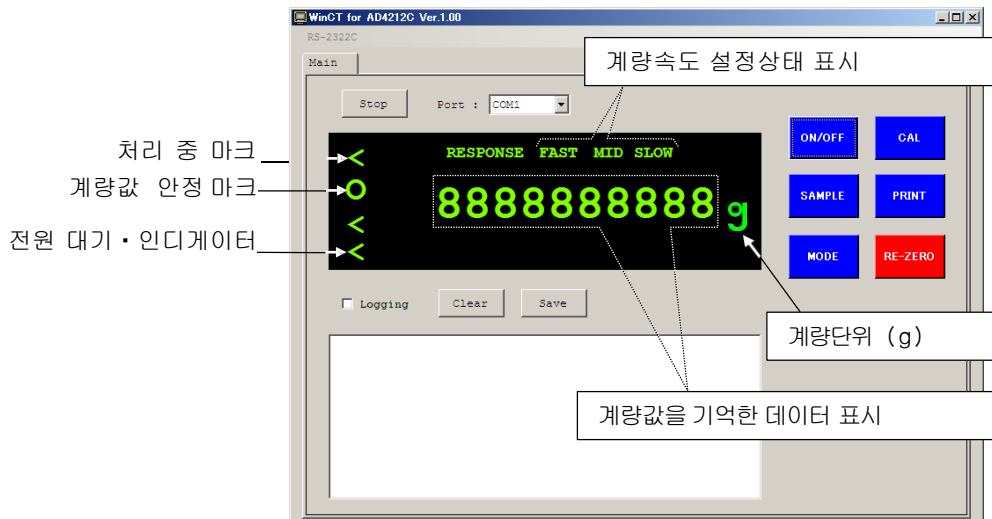 WinCT for AD4212C Ver.1.00
RS-2322C
Main
계량속도 설정상태 표시
Stop
Port :
COM1
ON/OFF
CAL
처리 중 마크
<
RESPONSE FAST MID SLOW
계량값 안정 마크
O
8888888888 g
SAMPLE
PRINT
<
전원 대기・인디게이터
<
MODE
RE-ZERO
Logging
Clear
Save
계량단위 (g)
계량값을 기억한 데이터 표시